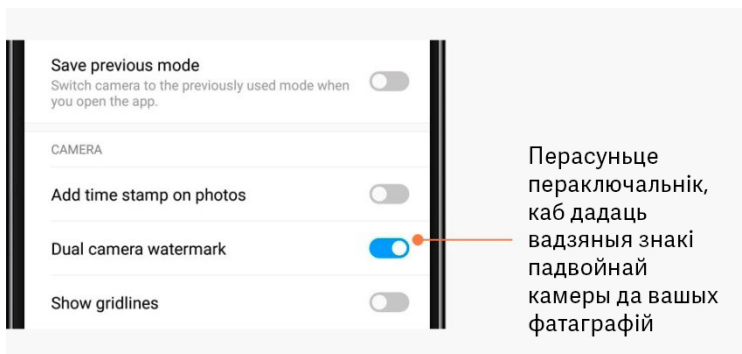 Save previous mode
Switch camera to the previously used mode when
you open the app.
CAMERA
Add time stamp on photos
Dual camera watermark
Show gridlines
Перасуньце
пераключальнік,
каб дадаць
вадзяныя знакі
падвойнай
камеры да вашых
фатаграфій